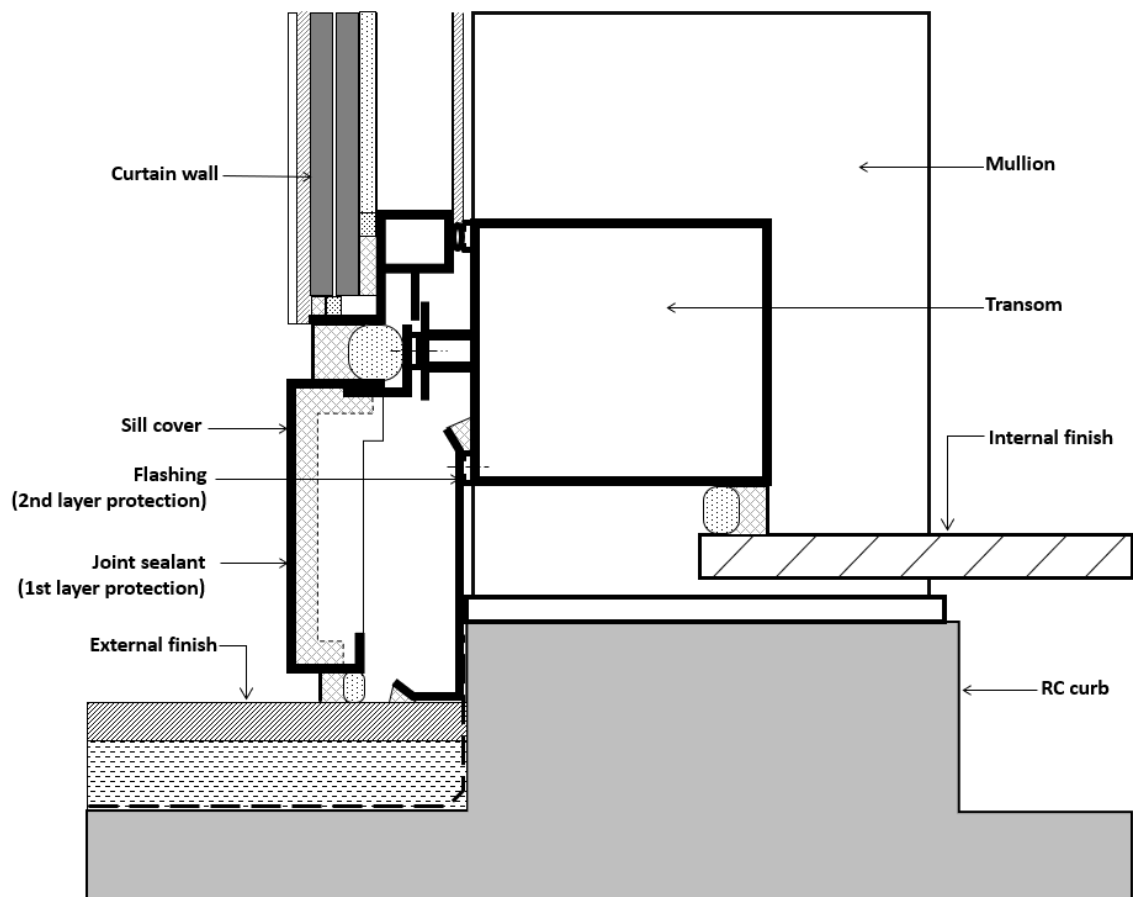 Curtain wall
Mullion
Transom
Sill cover
Internal finish
Flashing
(2nd layer protection)
Joint sealant
(1st layer protection)
External finish
RC curb